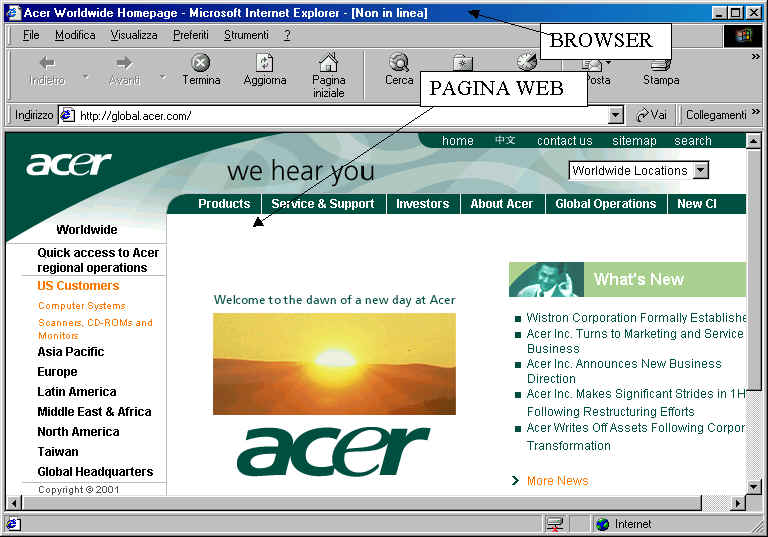 Acer Worldwide Homepage - Microsoft Internet Explorer - [Non in linea]
BROWSER
File Modifica Visualizza Preferiti Strumenti ?
Indietro Avanti Termina Aggiorna Pagina iniziale Cerca Stampa
PAGINA WEB
Indirizzo http://global.acer.com/ Vai Collegamenti
home 中文 contact us sitemap search
acer
we hear you
Worldwide Locations
Products Service & Support Investors About Acer Global Operations New CI
Worldwide
Quick access to Acer
regional operations
US Customers
Computer Systems
Scanners, CD-ROMs and
Monitors
Asia Pacific
Europe
Latin America
Middle East & Africa
North America
Taiwan
Global Headquarters
Copyright © 2001
Welcome to the dawn of a new day at Acer
acer
What's New
Wistron Corporation Formally Establishe
Acer Inc. Turns to Marketing and Service
Business
Acer Inc. Announces New Business
Direction
Acer Inc. Makes Significant Strides in 1H
Following Restructuring Efforts
Acer Writes Off Assets Following Corpor
Transformation
More News
Internet